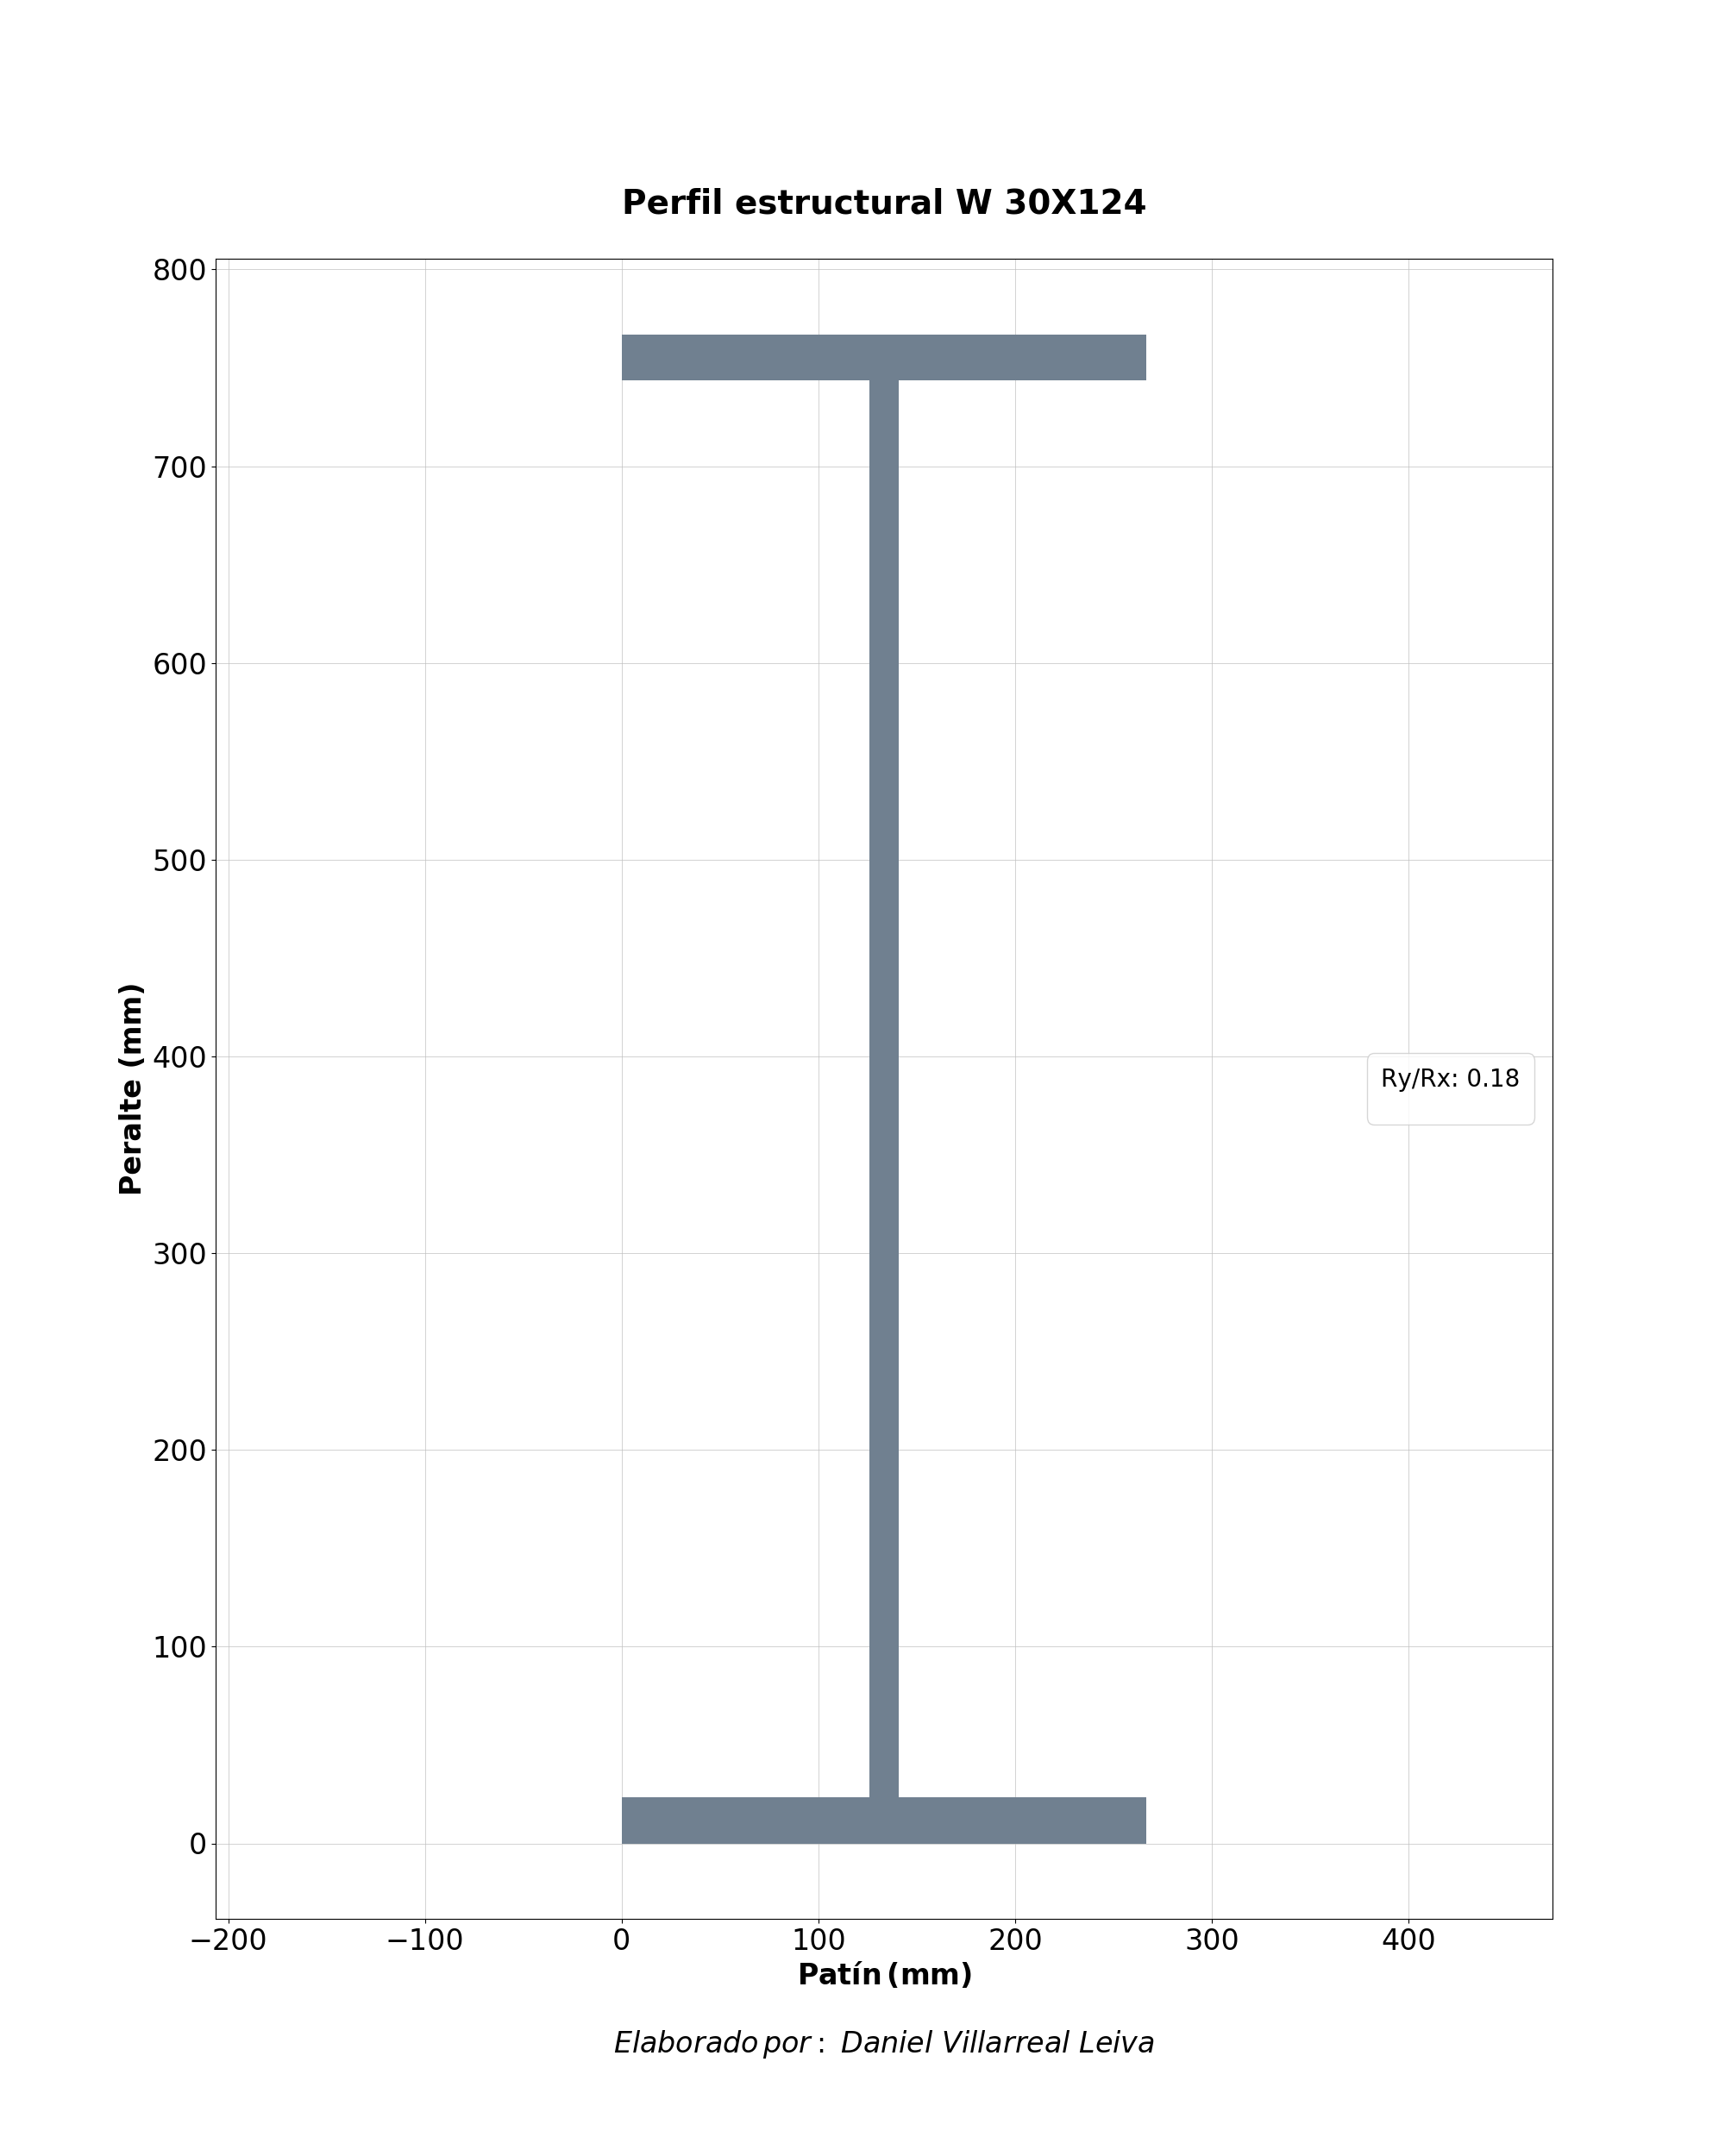 Perfil estructural W 30X124
800
700
600
500
400
300
200
100
0
Peralte (mm)
Ry/Rx: 0.18
−200 −100 0 100 200 300 400
Patín (mm)
Elaborado por: Daniel Villarreal Leiva